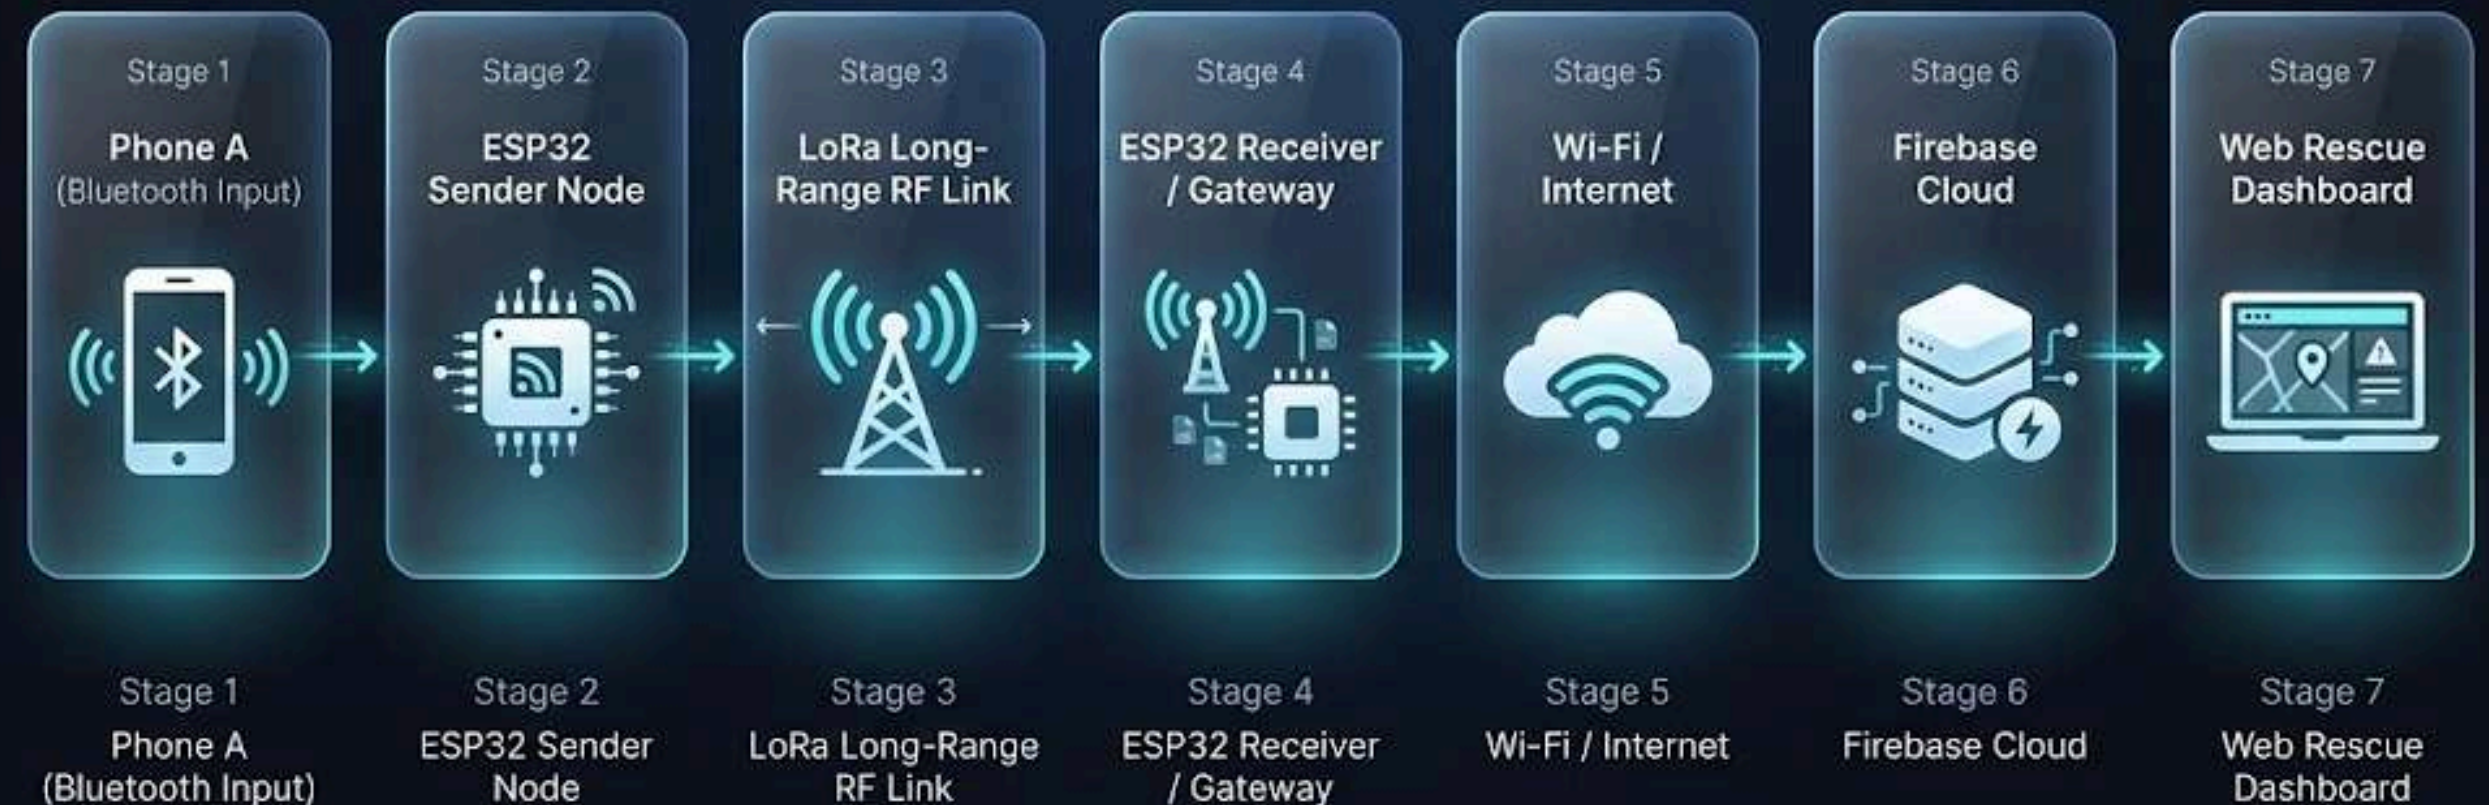 Stage 1
Phone A
(Bluetooth Input)
Stage 2
ESP32
Sender Node
Stage 3
LoRa Long-
Range RF Link
Stage 4
ESP32 Receiver
/ Gateway
Stage 5
Wi-Fi /
Internet
Stage 6
Firebase
Cloud
Stage 7
Web Rescue
Dashboard
Stage 1
Phone A
(Bluetooth Input)
Stage 2
ESP32 Sender
Node
Stage 3
LoRa Long-Range
RF Link
Stage 4
ESP32 Receiver
/ Gateway
Stage 5
Wi-Fi / Internet
Stage 6
Firebase Cloud
Stage 7
Web Rescue
Dashboard